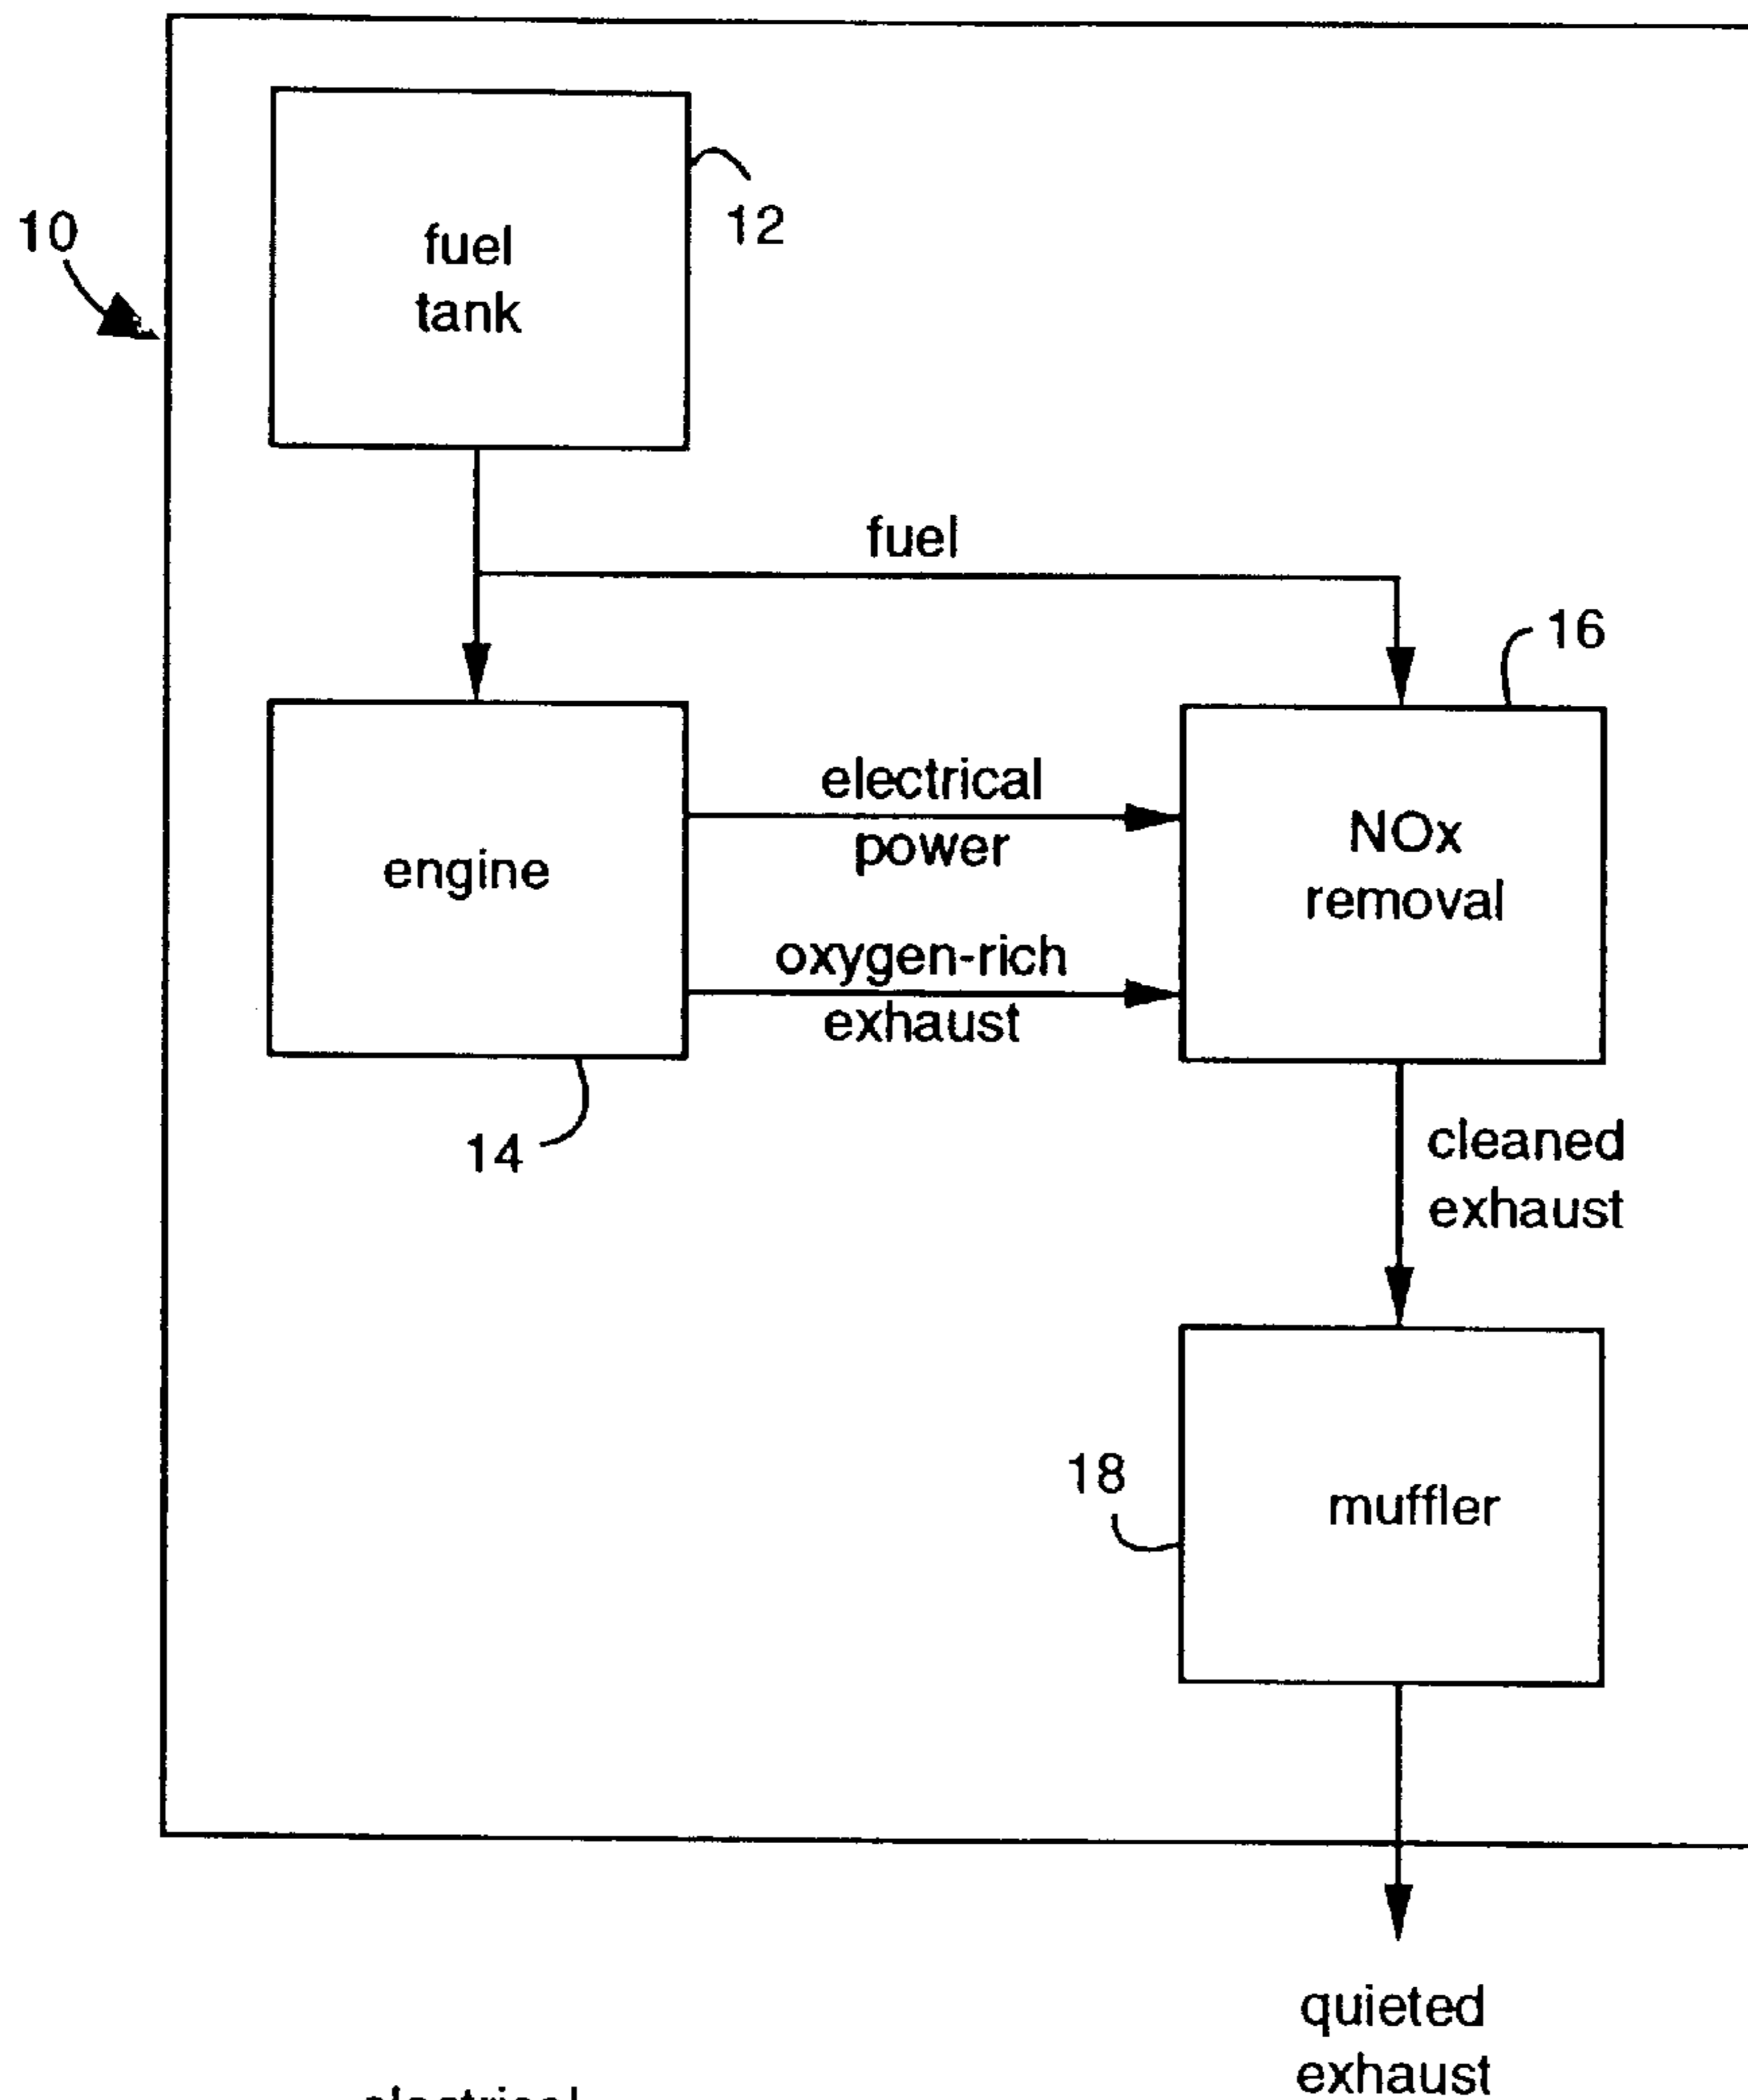 fuel
tank
12
10
fuel
16
electrical
power
NOx
removal
engine
oxygen-rich
exhaust
14
cleaned
exhaust
18
muffler
quieted
exhaust
electrical